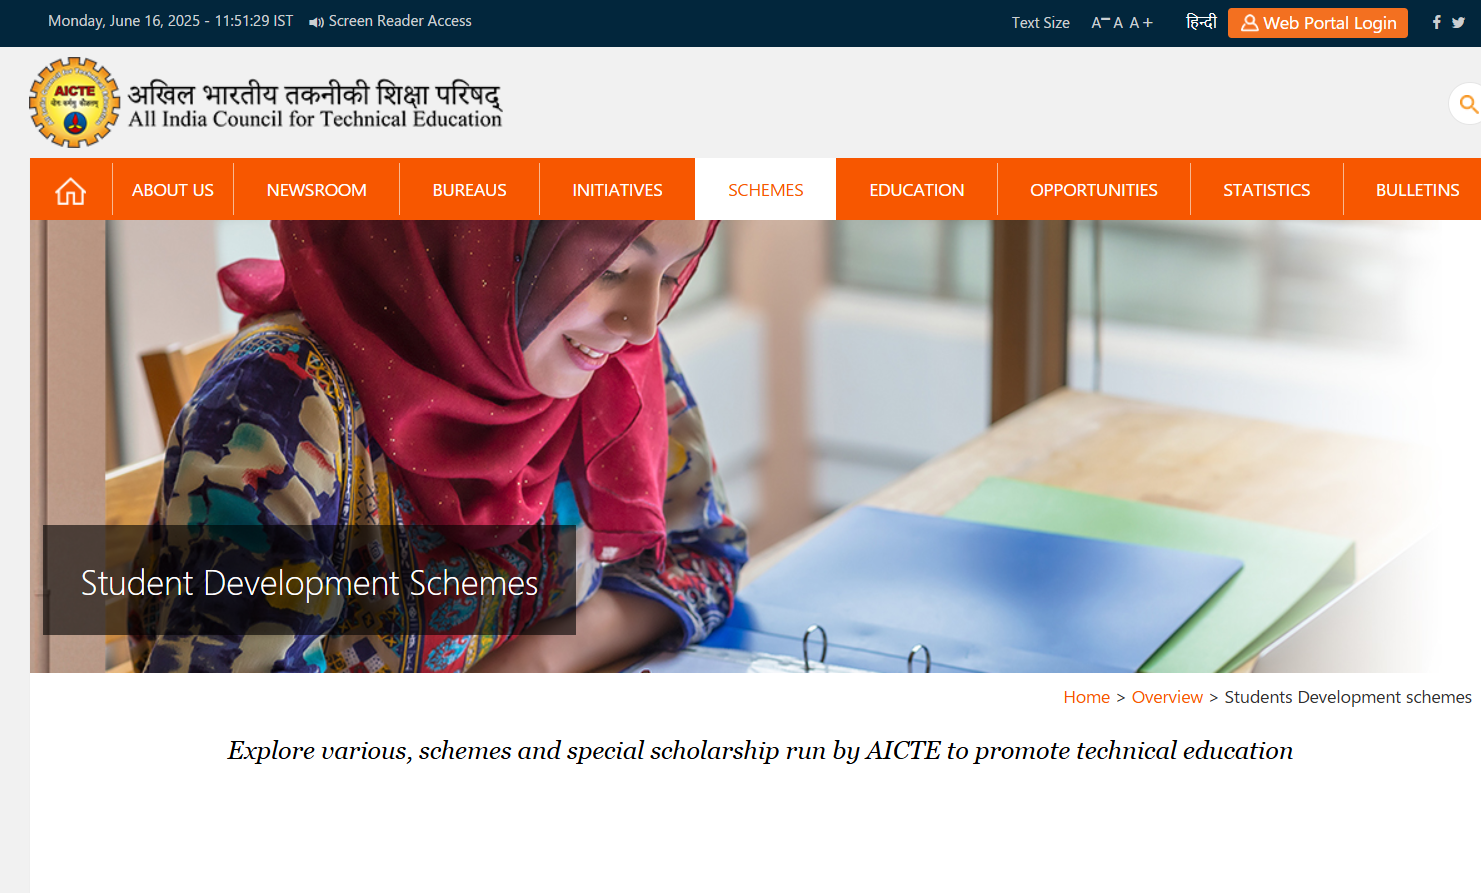 Monday, June 16, 2025 - 11:51:29 IST Screen Reader Access Text Size A- A A+ हिन्दी Web Portal Login
AICTE
योगः कर्मसु कौशलम्
अखिल भारतीय तकनीकी शिक्षा परिषद्
All India Council for Technical Education
ABOUT US NEWSROOM BUREAUS INITIATIVES SCHEMES EDUCATION OPPORTUNITIES STATISTICS BULLETINS
Student Development Schemes
Home > Overview > Students Development schemes
Explore various, schemes and special scholarship run by AICTE to promote technical education